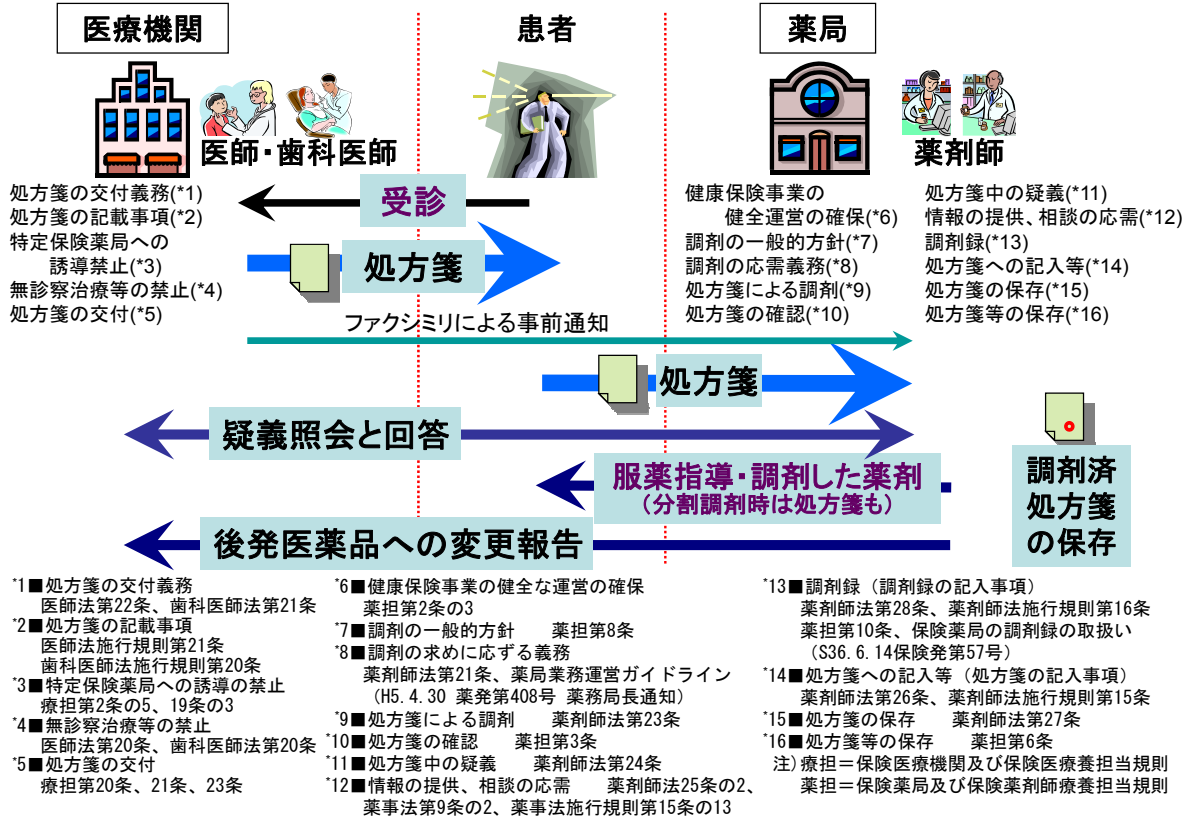 医療機関
患者
薬局
医師・歯科医師
薬剤師
処方箋の交付義務(*1)
処方箋の記載事項(*2)
特定保険薬局への
誘導禁止(*3)
無診察治療等の禁止(*4)
処方箋の交付(*5)
受診
処方箋
健康保険事業の
健全運営の確保(*6)
調剤の一般的方針(*7)
調剤の応需義務(*8)
処方箋による調剤(*9)
処方箋の確認(*10)
処方箋中の疑義(*11)
情報の提供、相談の応需(*12)
調剤録(*13)
処方箋への記入等(*14)
処方箋の保存(*15)
処方箋等の保存(*16)
ファクシミリによる事前通知
処方箋
疑義照会と回答
服薬指導・調剤した薬剤
（分割調剤時は処方箋も）
後発医薬品への変更報告
調剤済
処方箋
の保存
*1■処方箋の交付義務
医師法第22条、歯科医師法第21条
*2■処方箋の記載事項
医師法施行規則第21条
歯科医師法施行規則第20条
*3■特定保険薬局への誘導の禁止
療担第2条の5、19条の3
*4■無診察治療等の禁止
医師法第20条、歯科医師法第20条
*5■処方箋の交付
療担第20条、21条、23条
*6■健康保険事業の健全な運営の確保
薬担第2条の3
*7■調剤の一般的方針　　薬担第8条
*8■調剤の求めに応ずる義務
薬剤師法第21条、薬局業務運営ガイドライン
（H5.4.30 薬発第408号 薬務局長通知）
*9■処方箋による調剤　　薬剤師法第23条
*10■処方箋の確認　　薬担第3条
*11■処方箋中の疑義　　薬剤師法第24条
*12■情報の提供、相談の応需　　薬剤師法25条の2、
薬事法第9条の2、薬事法施行規則第15条の13
*13■調剤録（調剤録の記入事項）
薬剤師法第28条、薬剤師法施行規則第16条
薬担第10条、保険薬局の調剤録の取扱い
（S36.6.14保険発第57号）
*14■処方箋への記入等（処方箋の記入事項）
薬剤師法第26条、薬剤師法施行規則第15条
*15■処方箋の保存　　薬剤師法第27条
*16■処方箋等の保存　　薬担第6条
注）療担＝保険医療機関及び保険医療養担当規則
薬担＝保険薬局及び保険薬剤師療養担当規則